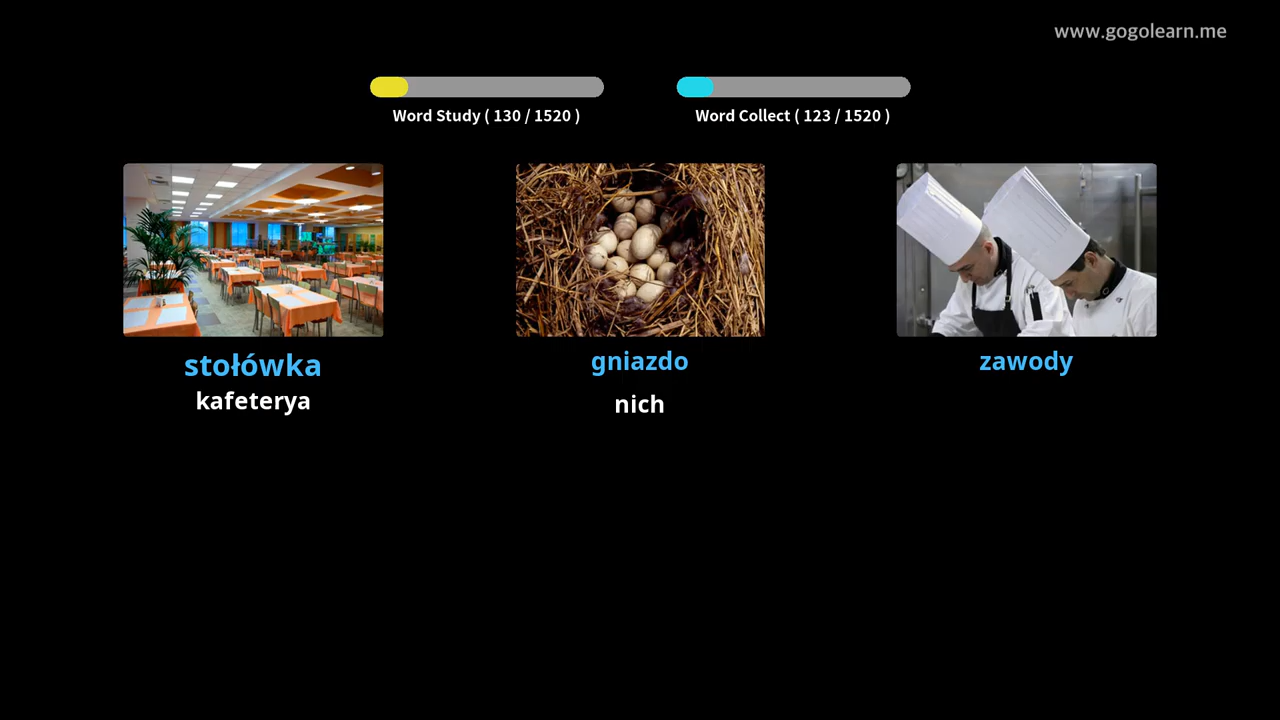 www.gogolearn.me
Word Study ( 130 / 1520 )
Word Collect ( 123 / 1520 )
stołówka
kafeterya
gniazdo
nich
zawody